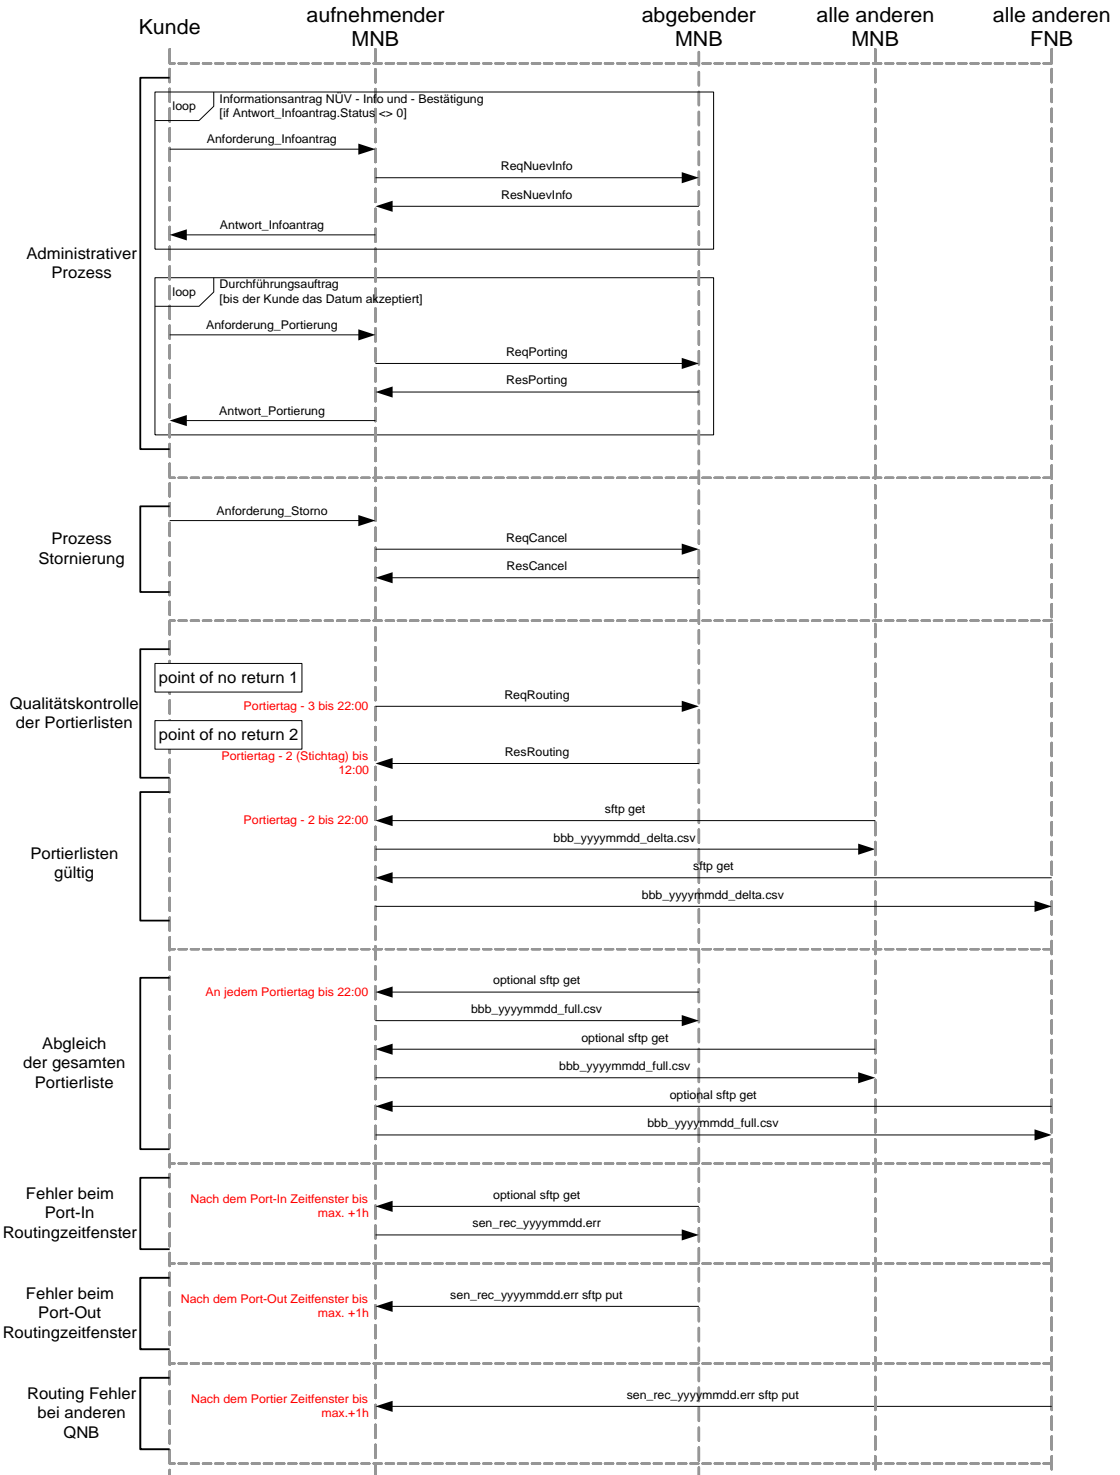 Kunde
aufnehmender
MNB
abgebender
MNB
alle anderen
MNB
alle anderen
FNB
loop
Informationsantrag NÜV - Info und - Bestätigung
[if Antwort_Infoantrag.Status <> 0]
Anforderung_Infoantrag
ReqNuevInfo
ResNuevInfo
Antwort_Infoantrag
Administrativer
Prozess
loop
Durchführungsauftrag
[bis der Kunde das Datum akzeptiert]
Anforderung_Portierung
ReqPorting
ResPorting
Antwort_Portierung
Prozess
Stornierung
Anforderung_Storno
ReqCancel
ResCancel
Qualitätskontrolle
der Portierlisten
point of no return 1
Portiertag - 3 bis 22:00
ReqRouting
point of no return 2
Portiertag - 2 (Stichtag) bis
12:00
ResRouting
Portierlisten
gültig
Portiertag - 2 bis 22:00
sftp get
bbb_yyyymmdd_delta.csv
sftp get
bbb_yyyymmdd_delta.csv
Abgleich
der gesamten
Portierliste
An jedem Portiertag bis 22:00
optional sftp get
bbb_yyyymmdd_full.csv
optional sftp get
bbb_yyyymmdd_full.csv
optional sftp get
bbb_yyyymmdd_full.csv
Fehler beim
Port-In
Routingzeitfenster
Nach dem Port-In Zeitfenster bis
max. +1h
optional sftp get
sen_rec_yyyymmdd.err
Fehler beim
Port-Out
Routingzeitfenster
Nach dem Port-Out Zeitfenster bis
max. +1h
sen_rec_yyyymmdd.err sftp put
Routing Fehler
bei anderen
QNB
Nach dem Portier Zeitfenster bis
max.+1h
sen_rec_yyyymmdd.err sftp put